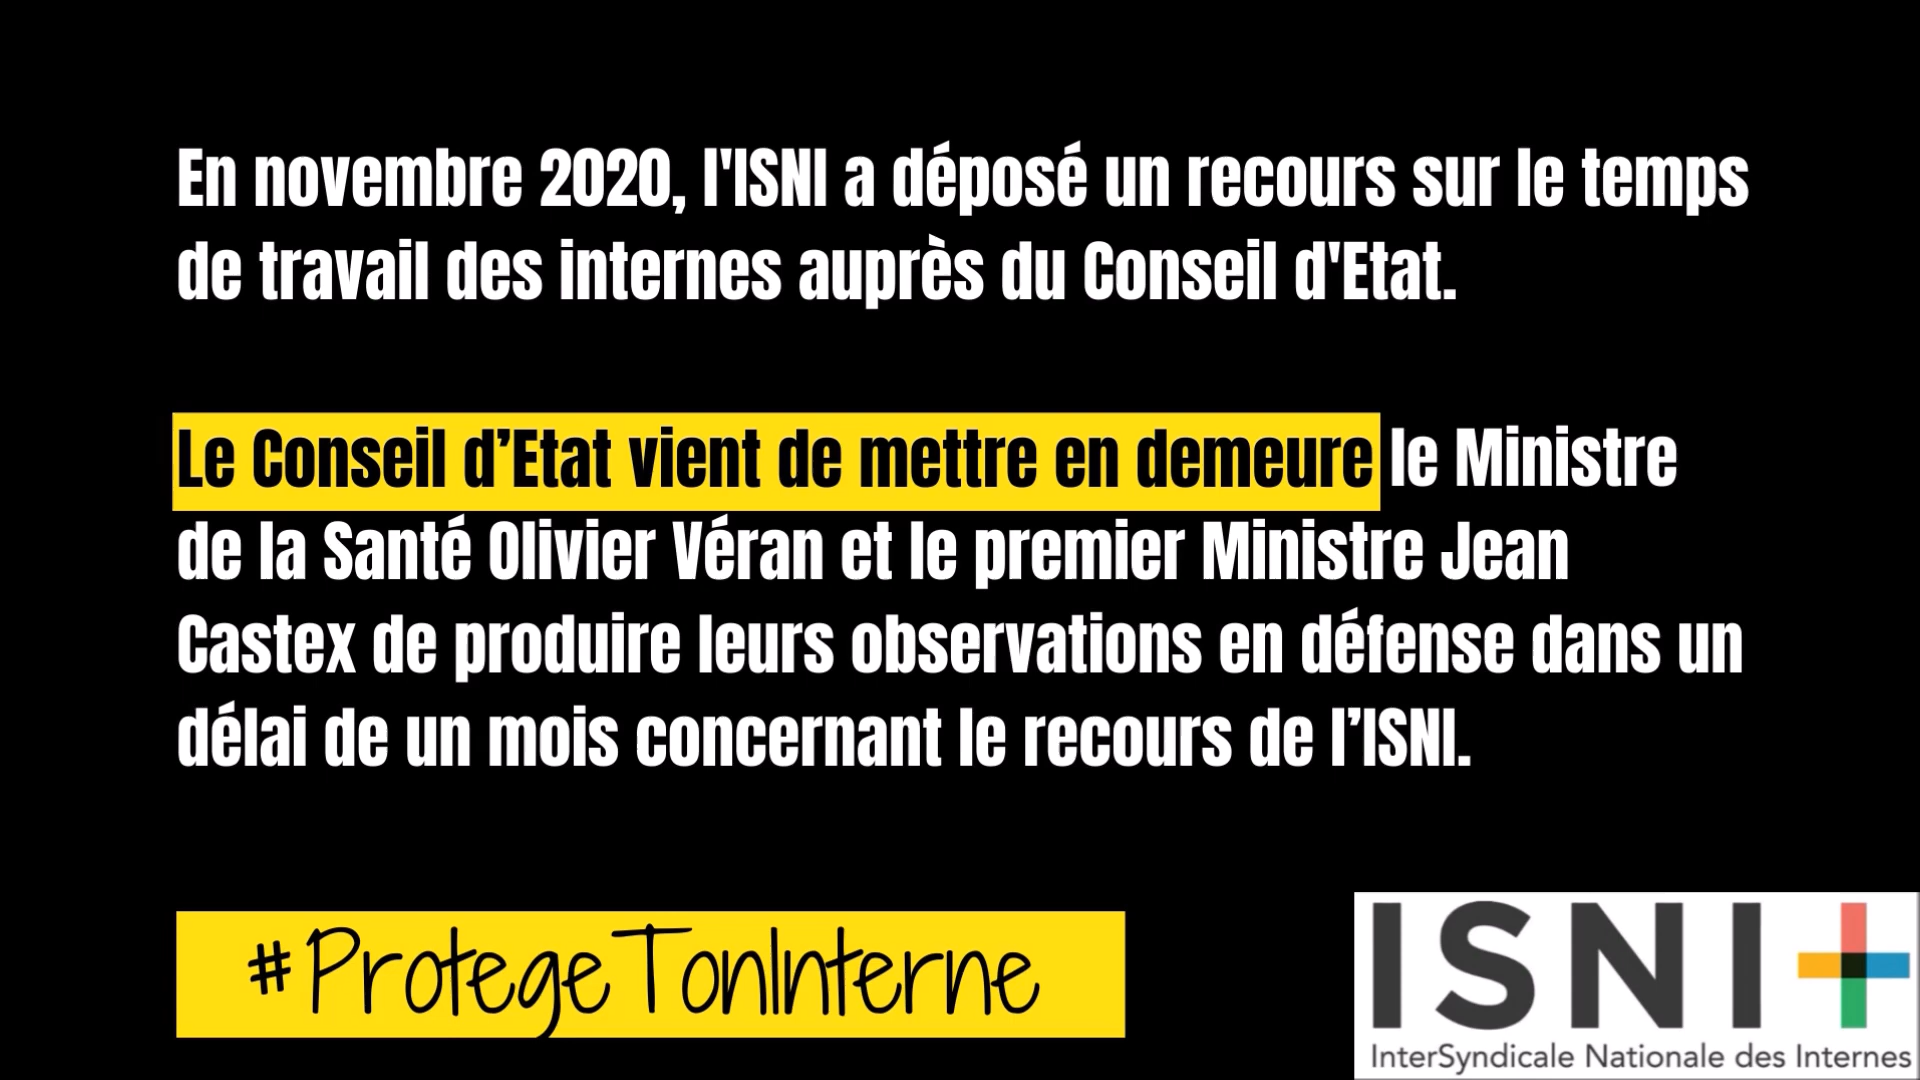 En novembre 2020, l'ISNI a déposé un recours sur le temps
de travail des internes auprès du Conseil d'Etat.
Le Conseil d’Etat vient de mettre en demeure le Ministre
de la Santé Olivier Véran et le premier Ministre Jean
Castex de produire leurs observations en défense dans un
délai de un mois concernant le recours de l’ISNI.
#ProtegeTonInterne
ISNI+
InterSyndicale Nationale des Internes